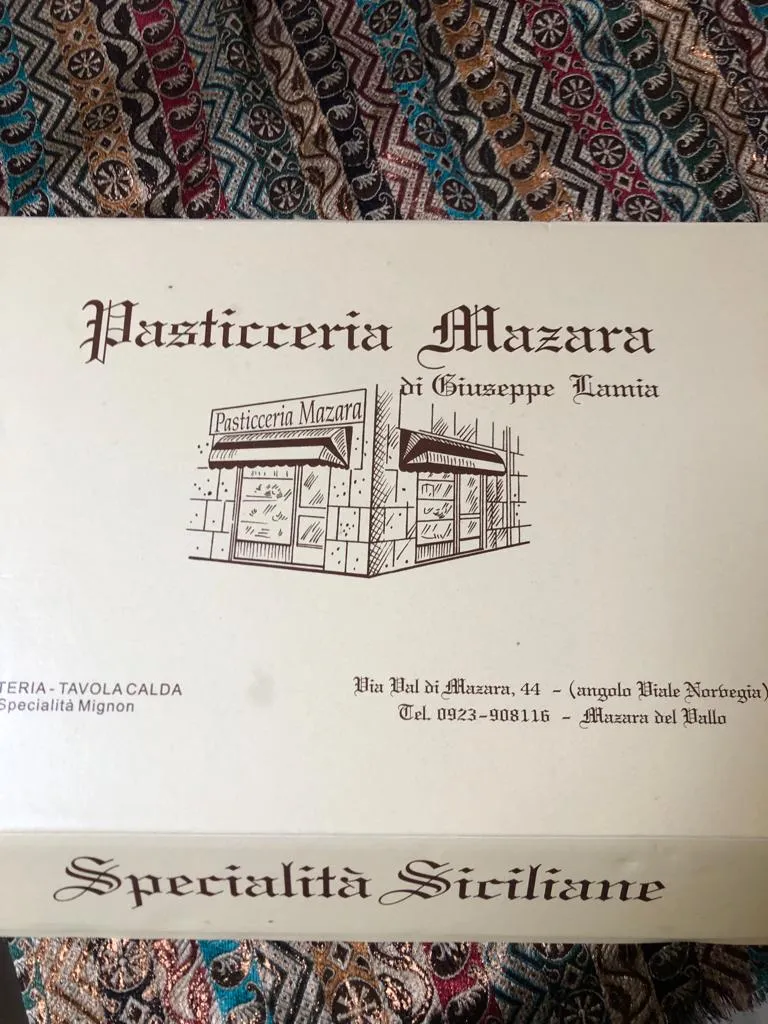 Pasticceria Mazara
di Giuseppe Lamia
Pasticceria Mazara
TERIA - TAVOLA CALDA
Specialità Mignon
Via Val di Mazara, 44 - (angolo Viale Norvegia)
Tel. 0923-908116 - Mazara del Vallo
Specialità Siciliane